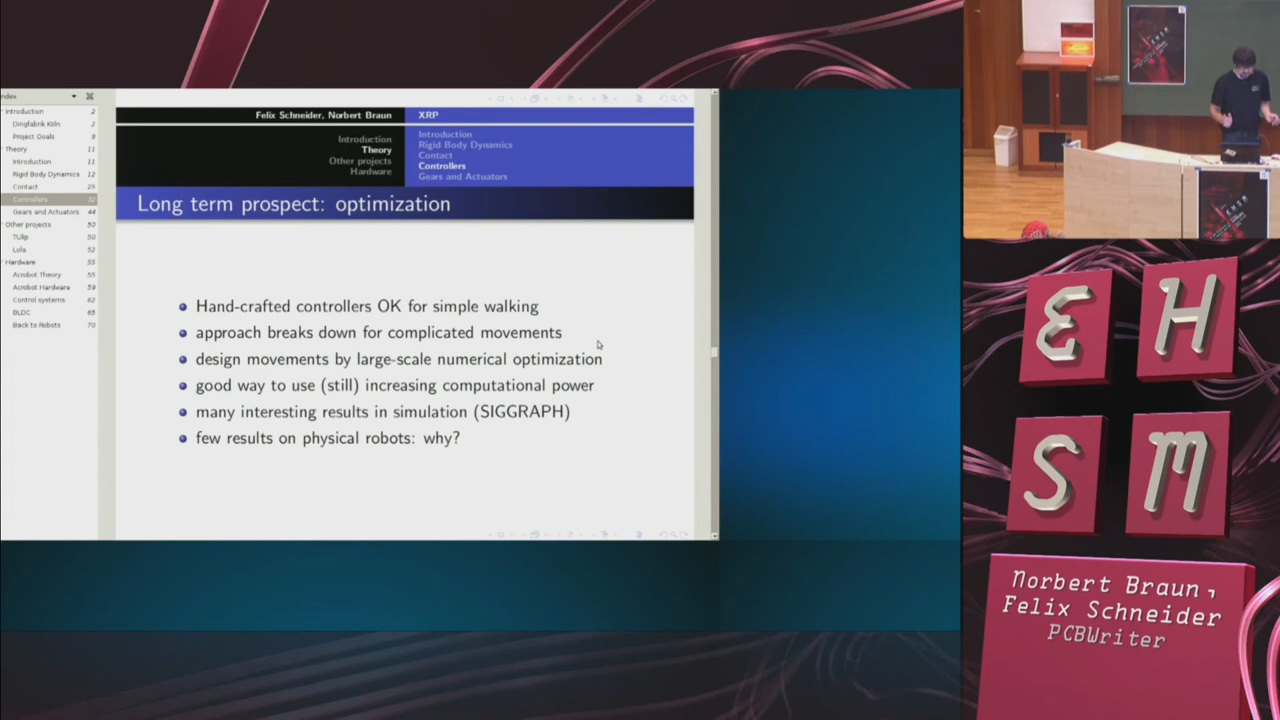 ndex
Introduction 2
Dingfabrik Köln 2
Project Goals 8
Theory 11
Introduction 11
Rigid Body Dynamics 12
Contact 25
Controllers 32
Gears and Actuators 44
Other projects 50
TUlip 50
Lola 52
Hardware 55
Acrobot Theory 55
Acrobot Hardware 59
Control systems 62
BLDC 65
Back to Robots 70
Felix Schneider, Norbert Braun
XRP
Introduction
Theory
Other projects
Hardware
Introduction
Rigid Body Dynamics
Contact
Controllers
Gears and Actuators
Long term prospect: optimization
Hand-crafted controllers OK for simple walking
approach breaks down for complicated movements
design movements by large-scale numerical optimization
good way to use (still) increasing computational power
many interesting results in simulation (SIGGRAPH)
few results on physical robots: why?
EH
SM
Norbert Braun,
Felix Schneider
PCBWriter